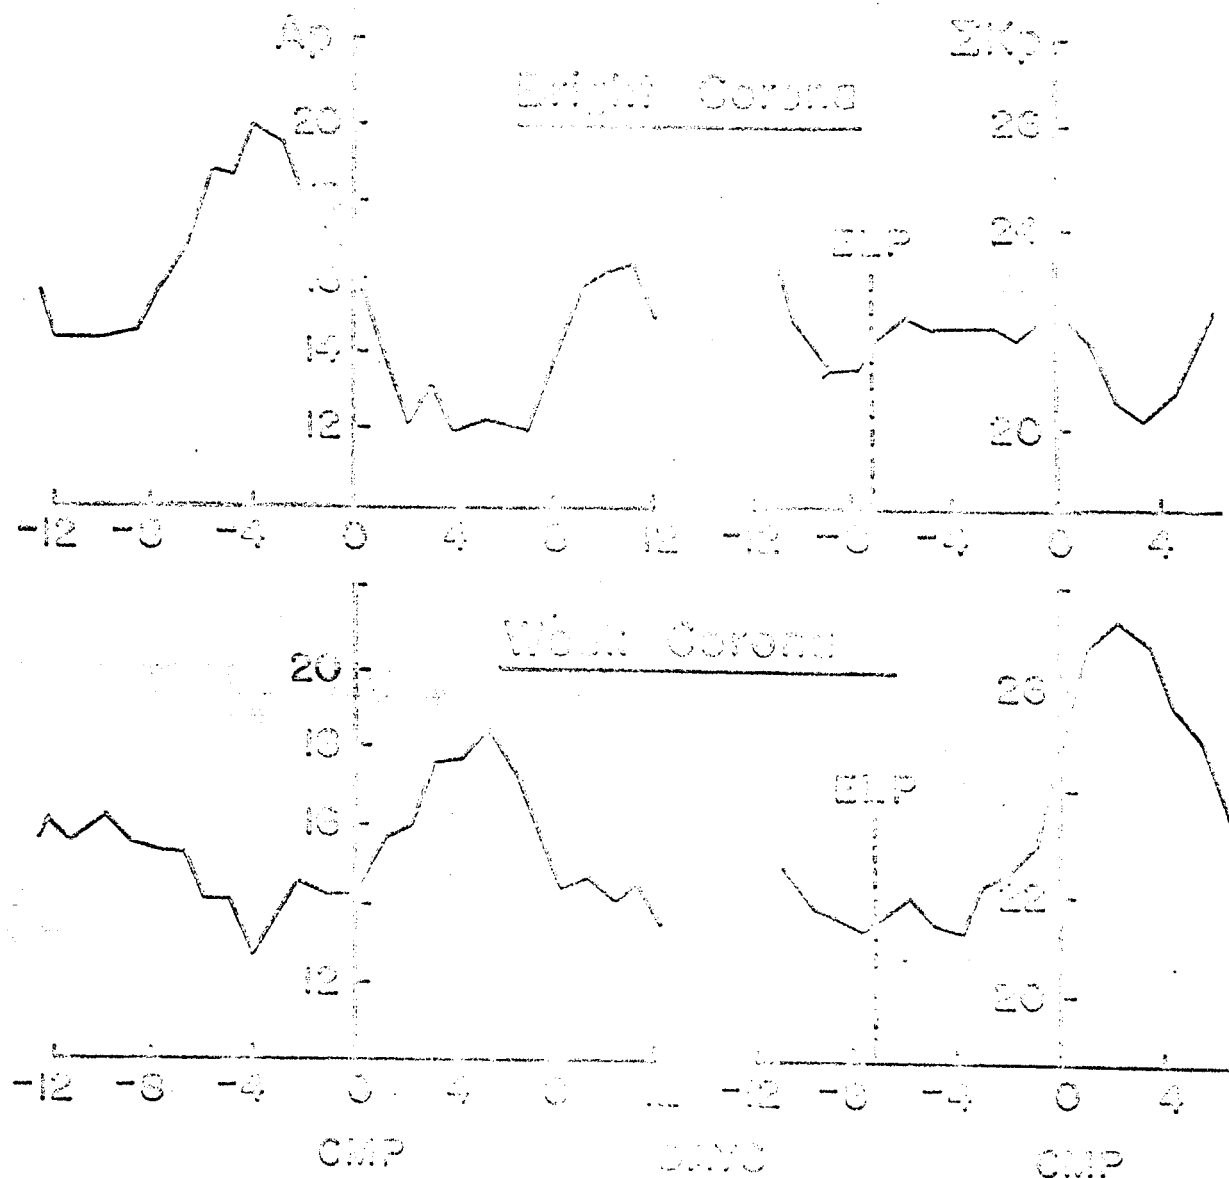 Ap ΣKp
Bright Corona
20 26
24
ELP
14
12 20
-12 -8 -4 0 4 8 12 -12 -8 -4 0 4
Weak Corona
20
26
18
ELP
16
22
12
20
-12 -8 -4 0 4 8 -12 -8 -4 0 4
CMP DAYS CMP